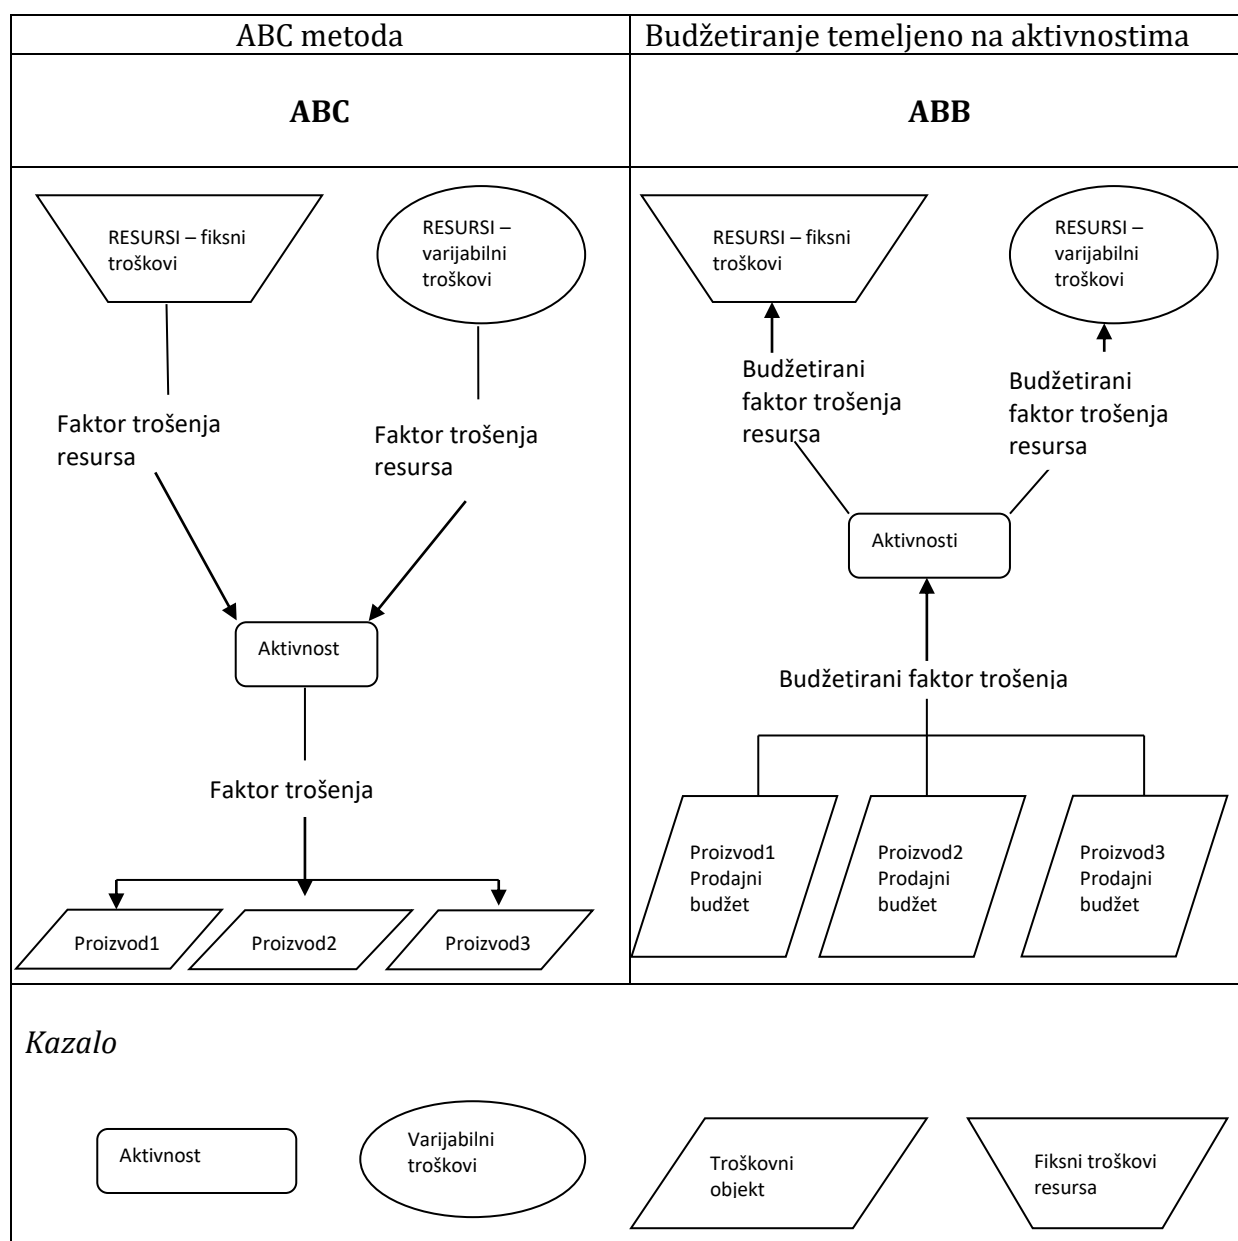 ABC metoda
Budžetiranje temeljeno na aktivnostima
ABC
ABB
RESURSI – fiksni
troškovi
RESURSI –
varijabilni
troškovi
Faktor trošenja
resursa
Faktor trošenja
resursa
Aktivnost
Faktor trošenja
Proizvod1
Proizvod2
Proizvod3
RESURSI – fiksni
troškovi
RESURSI –
varijabilni
troškovi
Budžetirani
faktor trošenja
resursa
Budžetirani
faktor trošenja
resursa
Aktivnosti
Budžetirani faktor trošenja
Proizvod1
Prodajni
budžet
Proizvod2
Prodajni
budžet
Proizvod3
Prodajni
budžet
Kazalo
Aktivnost
Varijabilni
troškovi
Troškovni
objekt
Fiksni troškovi
resursa